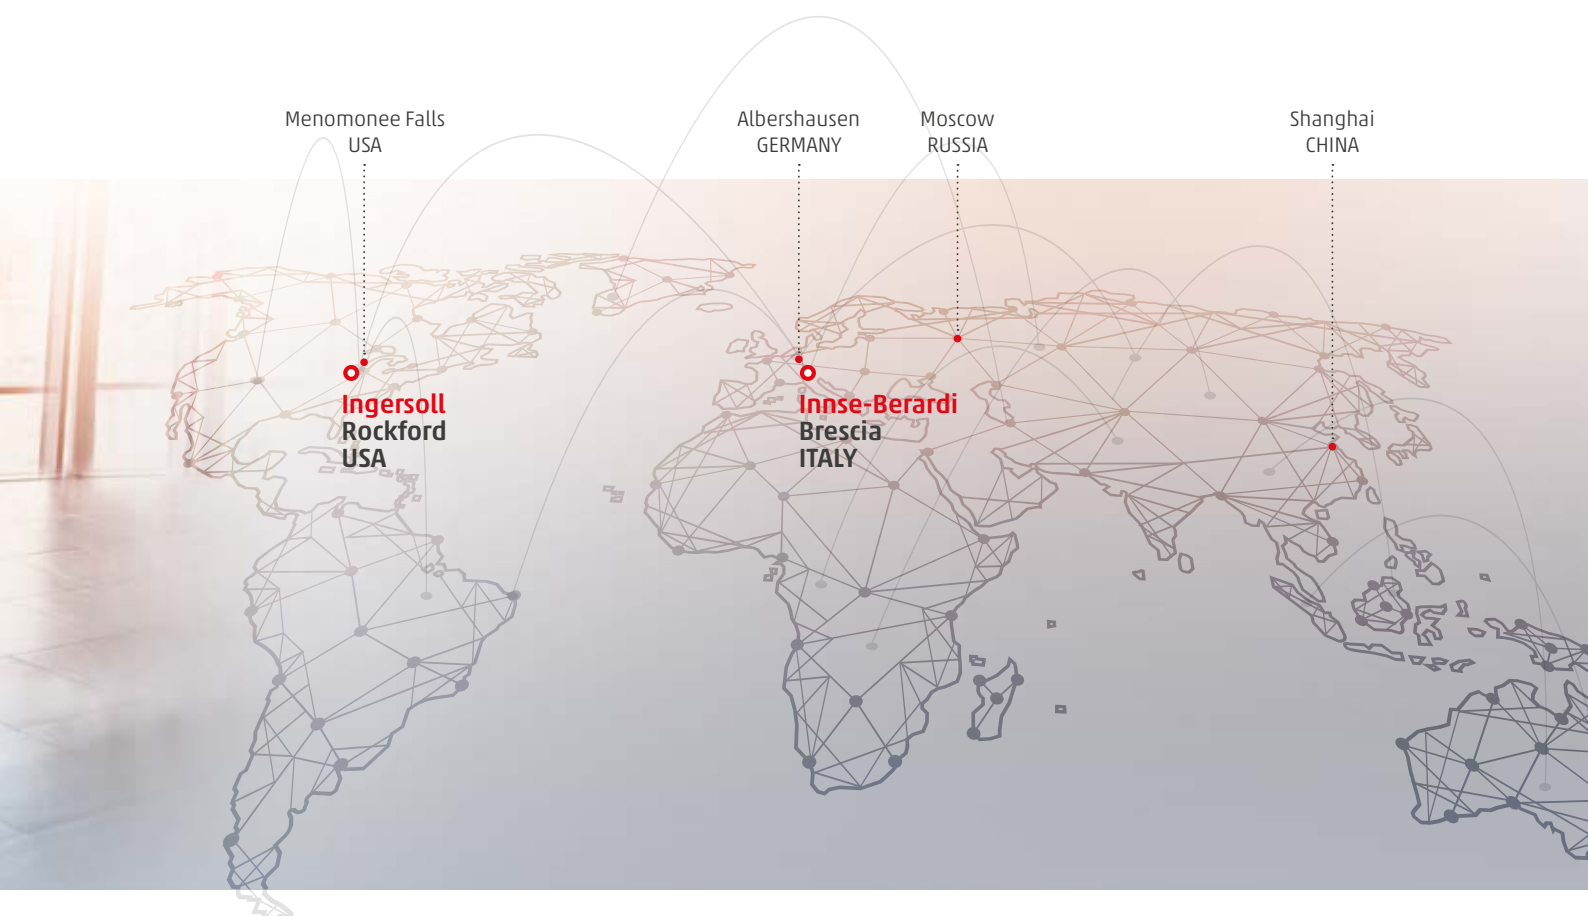 Menomonee Falls
USA
Albershausen
GERMANY
Moscow
RUSSIA
Shanghai
CHINA
Ingersoll
Rockford
USA
Innse-Berardi
Brescia
ITALY